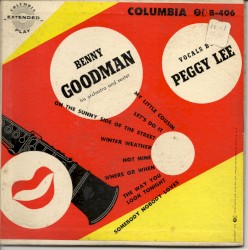 COLUMBIA
EXTENDED
PLAY
COLUMBIA B-406
BENNY
GOODMAN
his orchestra and sextet
VOCALS B
PEGGY LEE
MY LITTLE COUSIN
LET'S DO IT
ON THE SUNNY SIDE OF THE STREET
WINTER WEATHER
NOT MINE
WHERE OR WHEN
THE WAY YOU
LOOK TONIGHT
SOMEBODY NOBODY LOVES